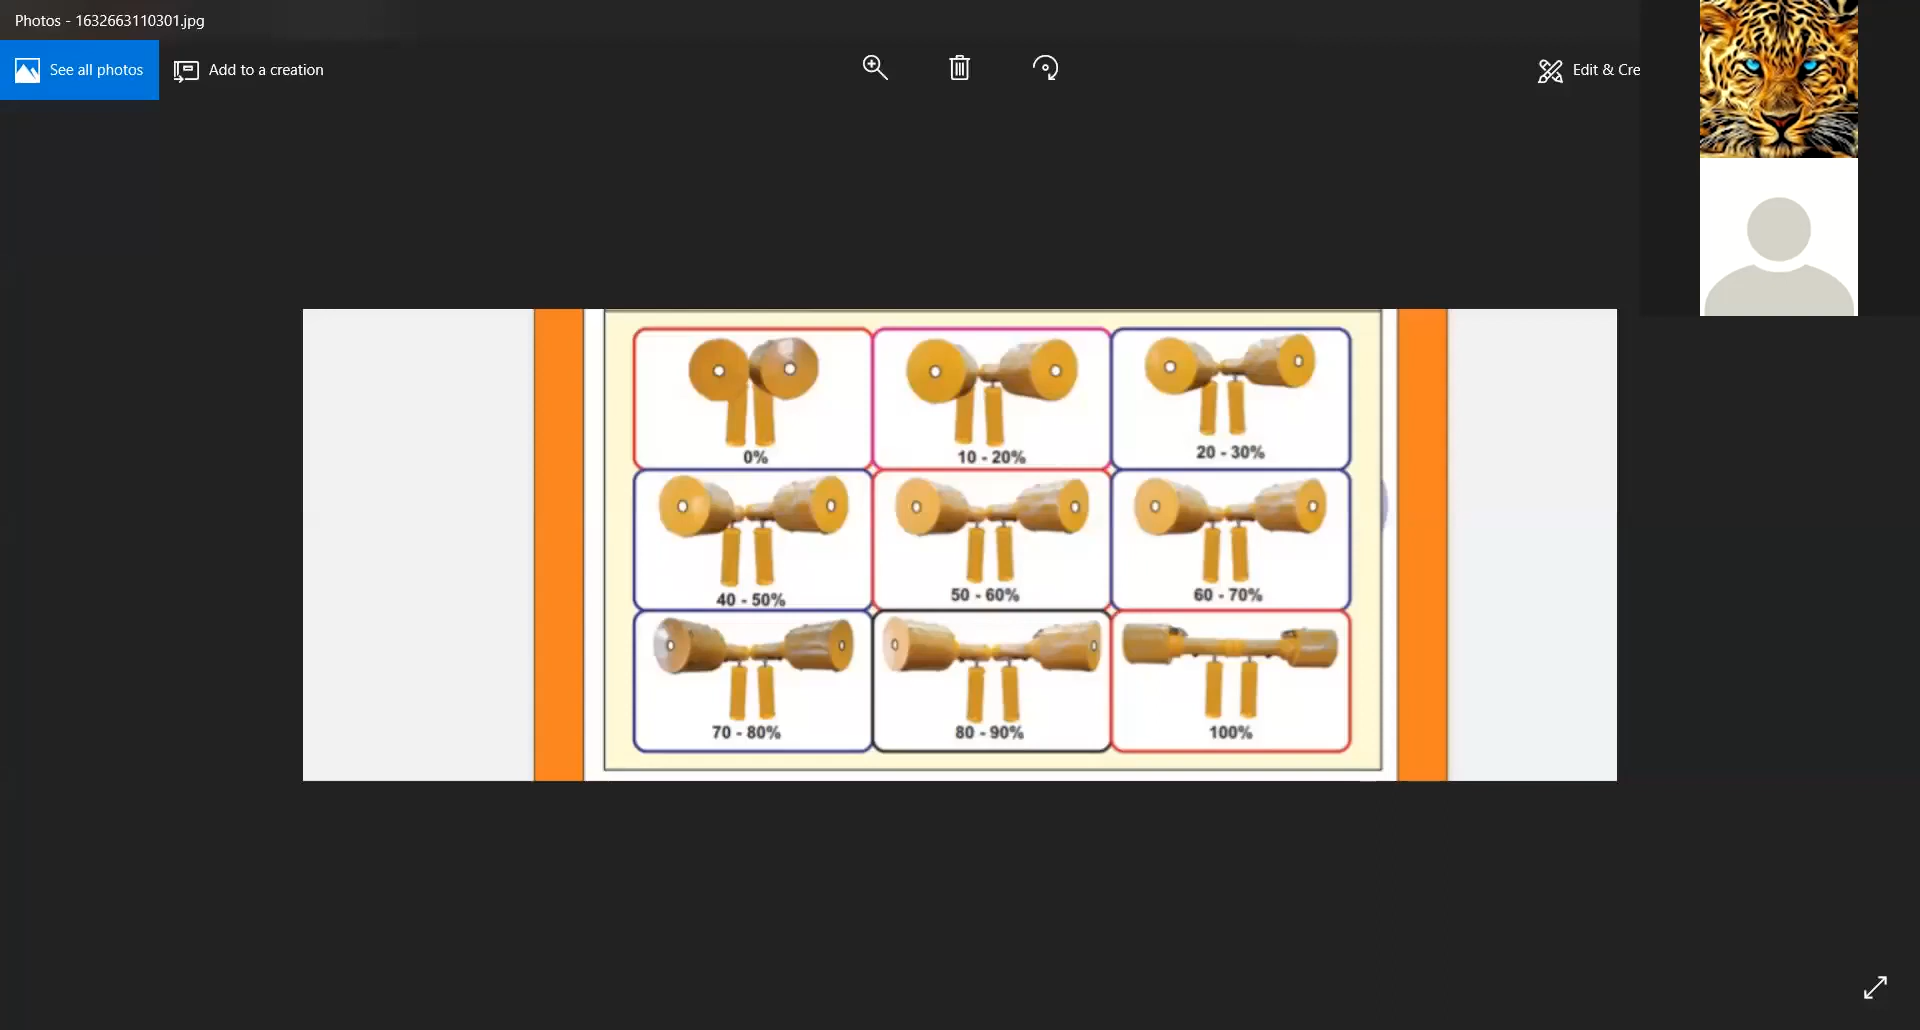 Photos - 1632663110301.jpg
See all photos
Add to a creation
Edit & Cre
0%
10 - 20%
20 - 30%
40 - 50%
50 - 60%
60 - 70%
70 - 80%
80 - 90%
100%